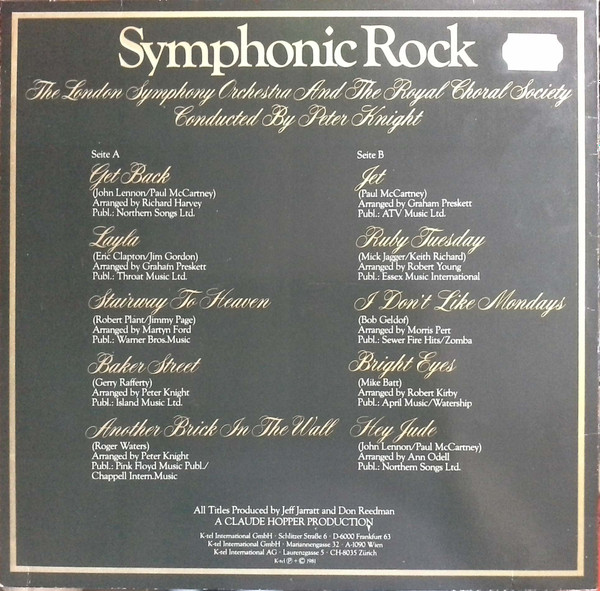 Symphonic Rock
The London Symphony Orchestra And The Royal Choral Society
Conducted By Peter Knight
Seite A
Get Back
(John Lennon/Paul McCartney)
Arranged by Richard Harvey
Publ.: Northern Songs Ltd.
Layla
(Eric Clapton/Jim Gordon)
Arranged by Graham Preskett
Publ.: Throat Music Ltd.
Stairway To Heaven
(Robert Plant/Jimmy Page)
Arranged by Martyn Ford
Publ.: Warner Bros.Music
Baker Street
(Gerry Rafferty)
Arranged by Peter Knight
Publ.: Island Music Ltd.
Another Brick In The Wall
(Roger Waters)
Arranged by Peter Knight
Publ.: Pink Floyd Music Publ./
Chappell Intern.Music
Seite B
Jet
(Paul McCartney)
Arranged by Graham Preskett
Publ.: ATV Music Ltd.
Ruby Tuesday
(Mick Jagger/Keith Richard)
Arranged by Robert Young
Publ.: Essex Music International
I Don't Like Mondays
(Bob Geldof)
Arranged by Morris Pert
Publ.: Sewer Fire Hits/Zomba
Bright Eyes
(Mike Batt)
Arranged by Robert Kirby
Publ.: April Music/Watership
Hey Jude
(John Lennon/Paul McCartney)
Arranged by Ann Odell
Publ.: Northern Songs Ltd.
All Titles Produced by Jeff Jarratt and Don Reedman
A CLAUDE HOPPER PRODUCTION
K-tel International GmbH · Schlitzer Straße 6 · D-6000 Frankfurt 63
K-tel International GmbH · Mariannengasse 32 · A-1090 Wien
K-tel International AG · Laurenzgasse 5 · CH-8035 Zürich
K-tel ℗ + © 1981